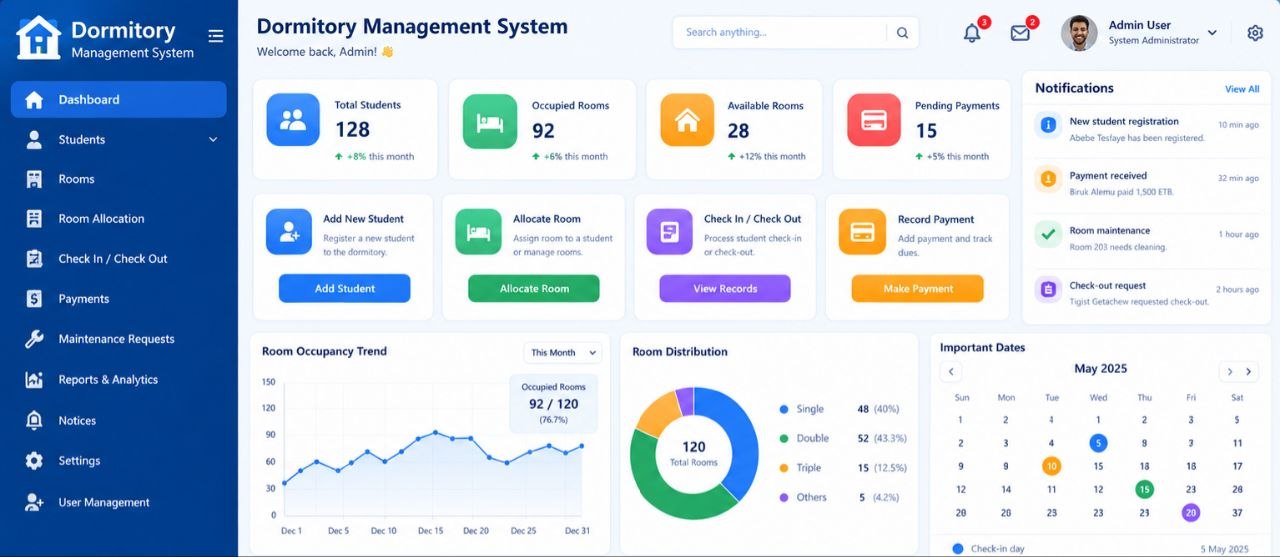 Dormitory
Management System
Dashboard
Students
Rooms
Room Allocation
Check In / Check Out
Payments
Maintenance Requests
Reports & Analytics
Notices
Settings
User Management
Dormitory Management System
Welcome back, Admin! 👋
Search anything...
3
2
Admin User
System Administrator
Total Students
128
+8% this month
Occupied Rooms
92
+6% this month
Available Rooms
28
+12% this month
Pending Payments
15
+5% this month
Add New Student
Register a new student
to the dormitory.
Add Student
Allocate Room
Assign room to a student
or manage rooms.
Allocate Room
Check In / Check Out
Process student check-in
or check-out.
View Records
Record Payment
Add payment and track
dues.
Make Payment
Notifications
View All
New student registration
10 min ago
Abebe Tesfaye has been registered.
Payment received
32 min ago
Biruk Alemu paid 1,500 ETB.
Room maintenance
1 hour ago
Room 203 needs cleaning.
Check-out request
2 hours ago
Tigist Getachew requested check-out.
Room Occupancy Trend
This Month
Occupied Rooms
92 / 120
(76.7%)
150
120
90
60
30
0
Dec 1 Dec 5 Dec 10 Dec 15 Dec 20 Dec 25 Dec 31
Room Distribution
120
Total Rooms
Single 48 (40%)
Double 52 (43.3%)
Triple 15 (12.5%)
Others 5 (4.2%)
Important Dates
May 2025
Sun Mon Tue Wed Thu Fri Sat
1 2 4 1 2 3 5
2 3 4 5 8 3 11
9 9 10 15 18 18 17
12 14 11 12 15 23 28
20 28 23 23 21 20 37
Check-in day 5 May 2025